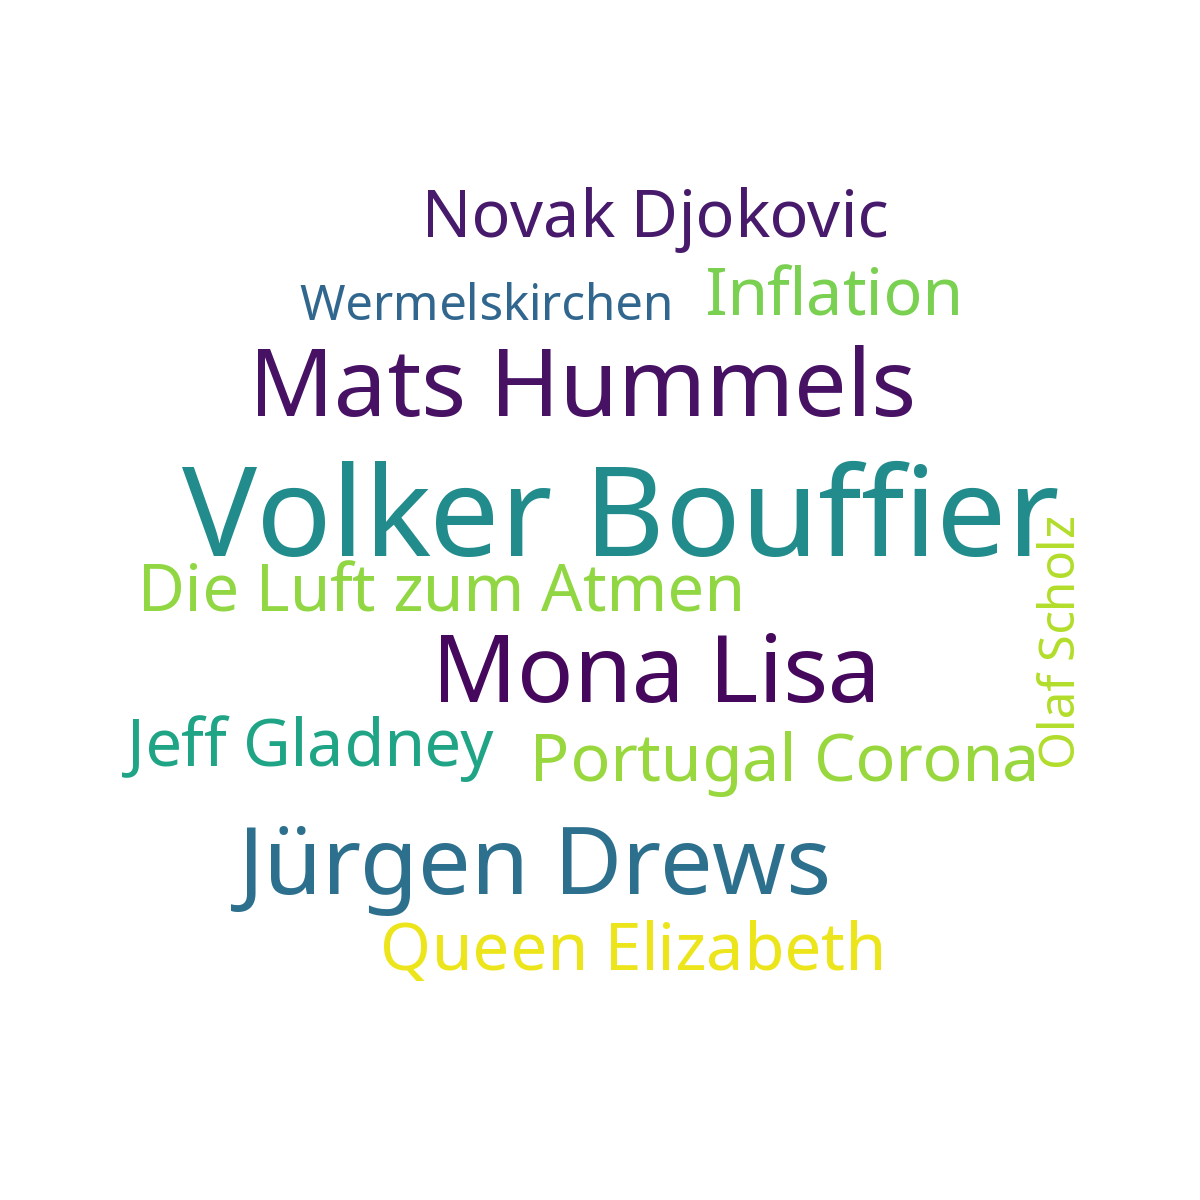 Novak Djokovic
Wermelskirchen
Inflation
Mats Hummels
Volker Bouffier
Die Luft zum Atmen
Olaf Scholz
Mona Lisa
Jeff Gladney
Portugal Corona
Jürgen Drews
Queen Elizabeth